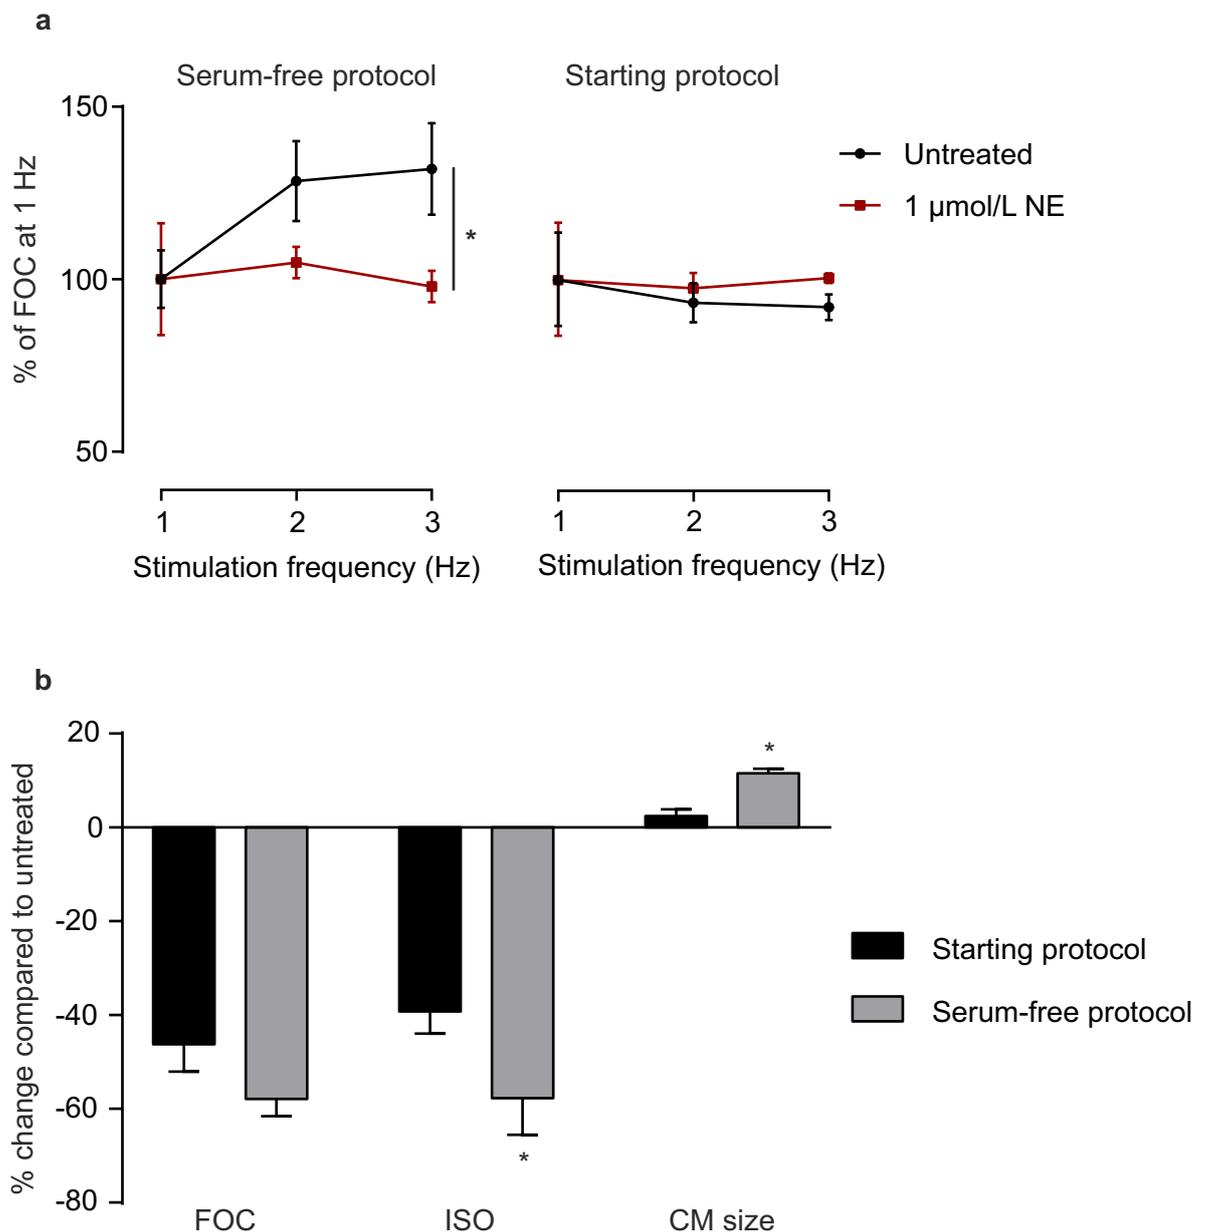 a
Serum-free protocol
Starting protocol
% of FOC at 1 Hz
150
100
50
*
Untreated
1 µmol/L NE
1 2 3
1 2 3
Stimulation frequency (Hz)
Stimulation frequency (Hz)
b
% change compared to untreated
20
0
-20
-40
-60
-80
*
*
Starting protocol
Serum-free protocol
FOC ISO CM size